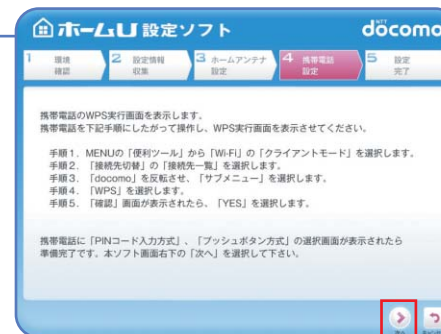 ホームU 設定ソフト
NTT
docomo
1 環境確認
2 設定情報収集
3 ホームアンテナ設定
4 携帯電話設定
5 設定完了
携帯電話のWPS実行画面を表示します。
携帯電話を下記手順にしたがって操作し、WPS実行画面を表示させてください。
手順1．MENUの「便利ツール」から「Wi-Fi」の「クライアントモード」を選択します。
手順2．「接続先切替」の「接続先一覧」を選択します。
手順3．「docomo」を反転させ、「サブメニュー」を選択します。
手順4．「WPS」を選択します。
手順5．「確認」画面が表示されたら、「YES」を選択します。
携帯電話に「PINコード入力方式」、「プッシュボタン方式」の選択画面が表示されたら
準備完了です。本ソフト画面右下の「次へ」を選択して下さい。